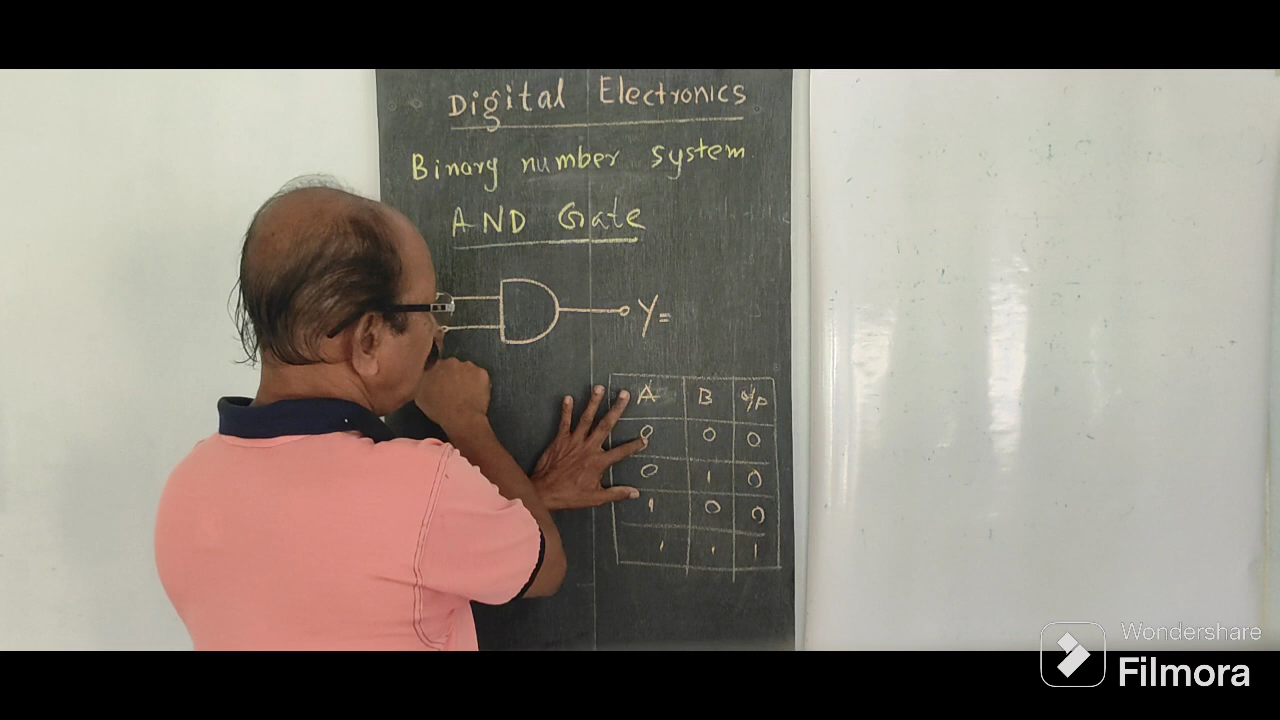 Digital Electronics
Binary number system
AND Gate
Y=
A B O/P
0 0 0
0 1 0
1 0 0
1 1 1
Wondershare
Filmora